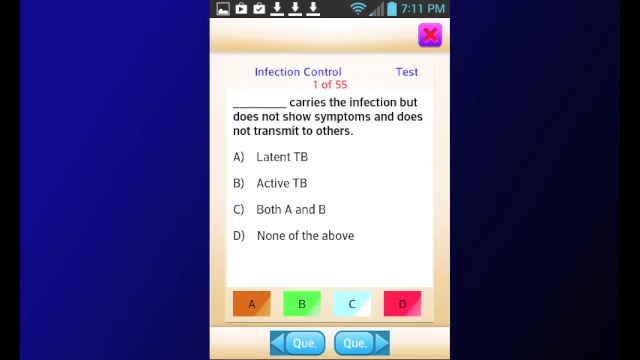 7:11 PM
Infection Control Test
1 of 55
________ carries the infection but
does not show symptoms and does
not transmit to others.
A) Latent TB
B) Active TB
C) Both A and B
D) None of the above
A B C D
Que. Que.